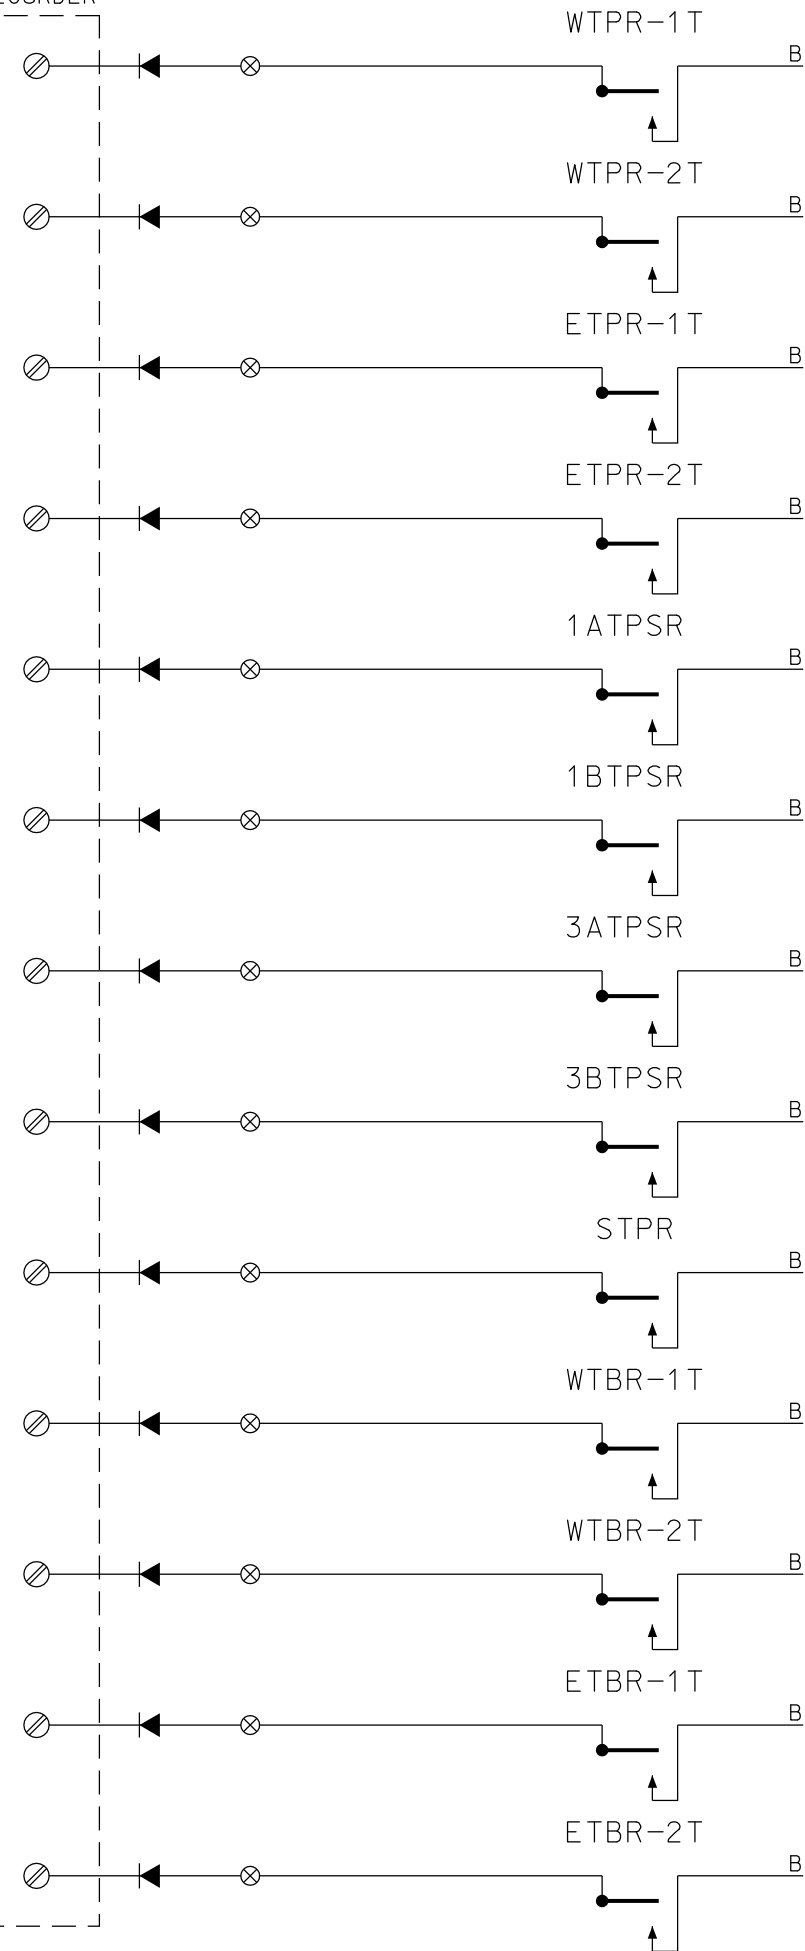 WTPR-1T
B
WTPR-2T
B
ETPR-1T
B
ETPR-2T
B
1ATPSR
B
1BTPSR
B
3ATPSR
B
3BTPSR
B
STPR
B
WTBR-1T
B
WTBR-2T
B
ETBR-1T
B
ETBR-2T
B